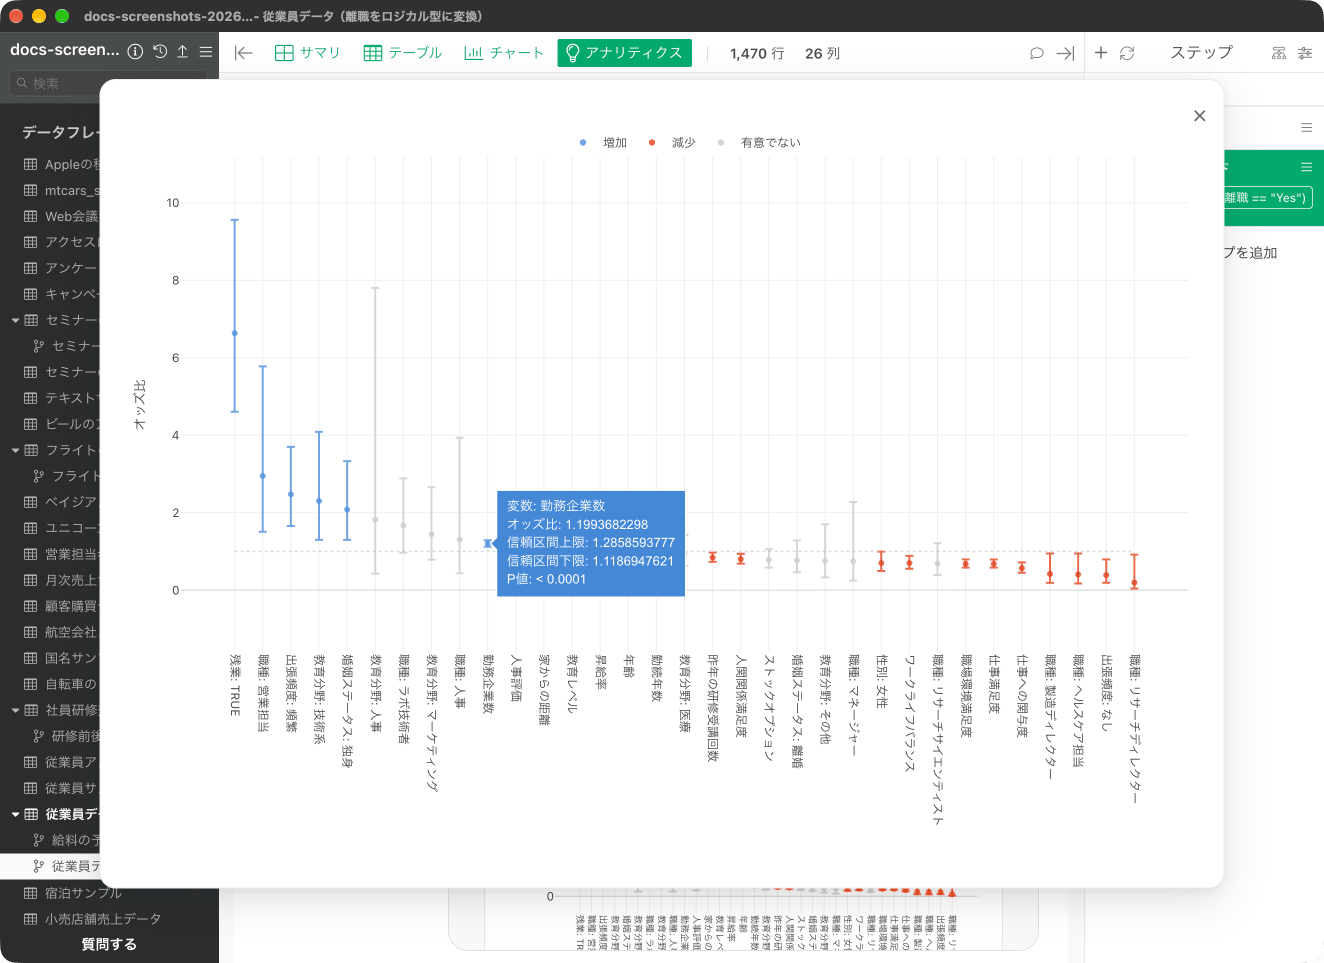 docs-screenshots-2026...- 従業員データ（離職をロジカル型に変換）
docs-screen...
サマリ
テーブル
チャート
アナリティクス
1,470 行
26 列
ステップ
検索
データフレー
Appleの
mtcars_s
Web会議
アクセス
アンケー
キャンペ
セミナー
セミナー
セミナー
テキスト
ビールの
フライト
フライト
ベイジア
ユニコー
営業担当
月次売上
顧客購買
航空会社
国名サン
自転車の
社員研修
研修前後
従業員ア
従業員サ
従業員デー
給料の予
従業員デ
宿泊サンプル
小売店舗売上データ
質問する
離職 == "Yes")
プを追加
増加
減少
有意でない
オッズ比
10
8
6
4
2
0
変数: 勤務企業数
オッズ比: 1.1993682298
信頼区間上限: 1.2858593777
信頼区間下限: 1.1186947621
P値: < 0.0001
残業: TRUE
職種: 営業担当
出張頻度: 頻繁
教育分野: 技術系
婚姻ステータス: 独身
教育分野: 人事
職種: ラボ技術者
教育分野: マーケティング
職種: 人事
勤務企業数
人事評価
家からの距離
教育レベル
昇給率
年齢
勤続年数
教育分野: 医療
昨年の研修受講回数
人間関係満足度
ストックオプション
婚姻ステータス: 離婚
教育分野: その他
職種: マネージャー
性別: 女性
ワークライフバランス
職種: リサーチサイエンティスト
職場環境満足度
仕事満足度
仕事への関与度
職種: 製造ディレクター
職種: ヘルスケア担当
出張頻度: なし
職種: リサーチディレクター
0